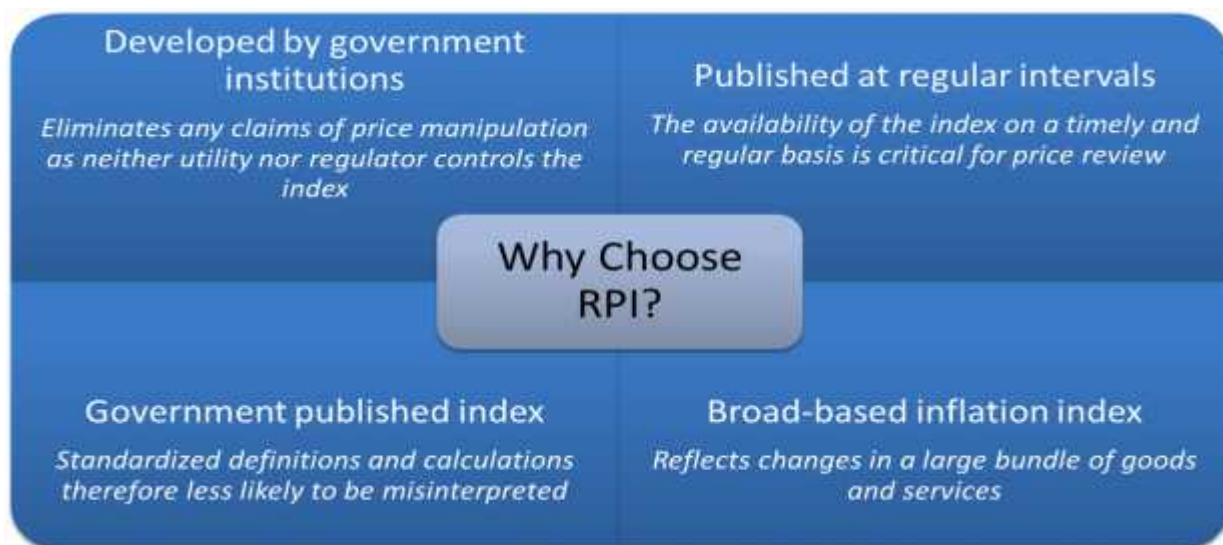 Developed by government
institutions
Eliminates any claims of price manipulation
as neither utility nor regulator controls the
index
Published at regular intervals
The availability of the index on a timely and
regular basis is critical for price review
Why Choose
RPI?
Government published index
Standardized definitions and calculations
therefore less likely to be misinterpreted
Broad-based inflation index
Reflects changes in a large bundle of goods
and services